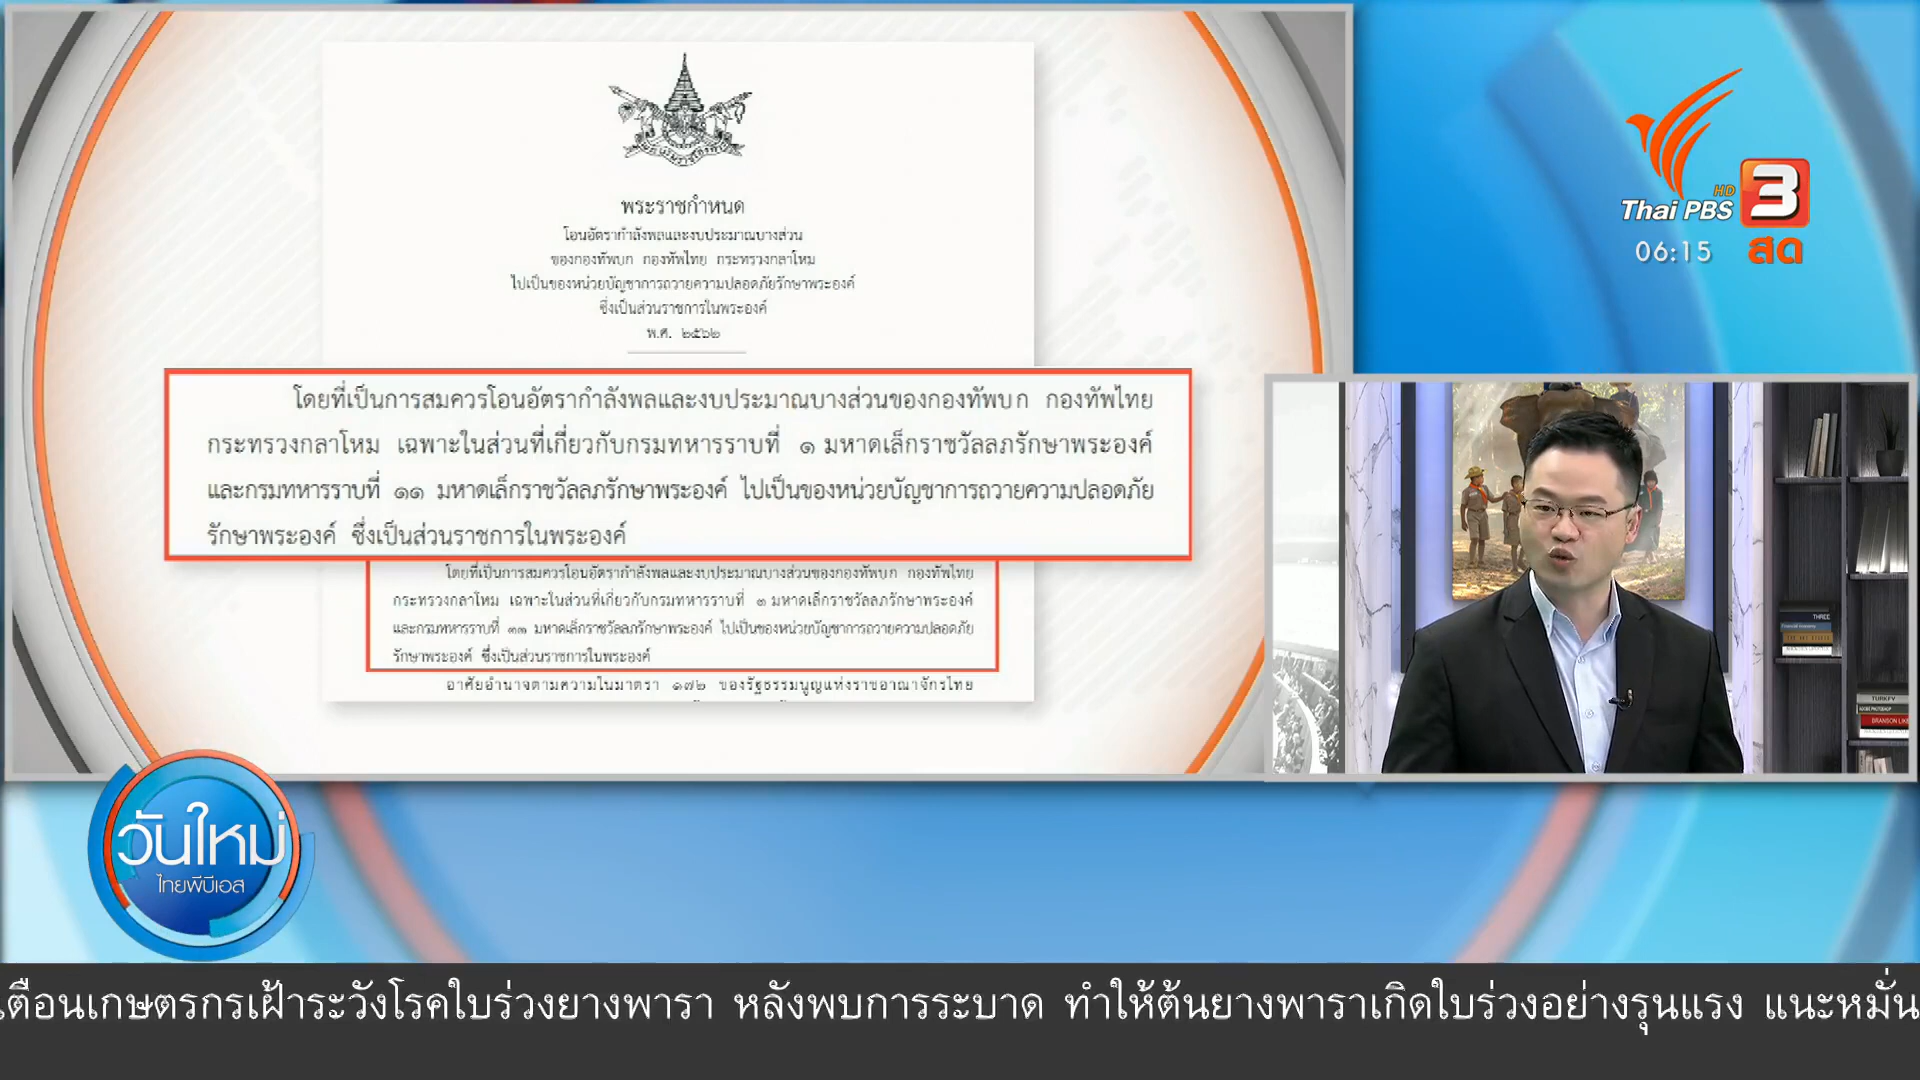 พระราชกำหนด
โอนอัตรากำลังพลและงบประมาณบางส่วน
ของกองทัพบก กองทัพไทย กระทรวงกลาโหม
ไปเป็นของหน่วยบัญชาการถวายความปลอดภัยรักษาพระองค์
ซึ่งเป็นส่วนราชการในพระองค์
พ.ศ. ๒๕๖๒
โดยที่เป็นการสมควรโอนอัตรากำลังพลและงบประมาณบางส่วนของกองทัพบก กองทัพไทย
กระทรวงกลาโหม เฉพาะในส่วนที่เกี่ยวกับกรมทหารราบที่ ๑ มหาดเล็กราชวัลลภรักษาพระองค์
และกรมทหารราบที่ ๑๑ มหาดเล็กราชวัลลภรักษาพระองค์ ไปเป็นของหน่วยบัญชาการถวายความปลอดภัย
รักษาพระองค์ ซึ่งเป็นส่วนราชการในพระองค์
โดยที่เป็นการสมควรโอนอัตรากำลังพลและงบประมาณบางส่วนของกองทัพบก กองทัพไทย
กระทรวงกลาโหม เฉพาะในส่วนที่เกี่ยวกับกรมทหารราบที่ ๑ มหาดเล็กราชวัลลภรักษาพระองค์
และกรมทหารราบที่ ๑๑ มหาดเล็กราชวัลลภรักษาพระองค์ ไปเป็นของหน่วยบัญชาการถวายความปลอดภัย
รักษาพระองค์ ซึ่งเป็นส่วนราชการในพระองค์
อาศัยอำนาจตามความในมาตรา ๑๗๒ ของรัฐธรรมนูญแห่งราชอาณาจักรไทย
HD
Thai PBS 3
06:15 สด
THREE
TURKEY
BRANSON LIKE
วันใหม่
ไทยพีบีเอส
เตือนเกษตรกรเฝ้าระวังโรคใบร่วงยางพารา หลังพบการระบาด ทำให้ต้นยางพาราเกิดใบร่วงอย่างรุนแรง แนะหมั่น